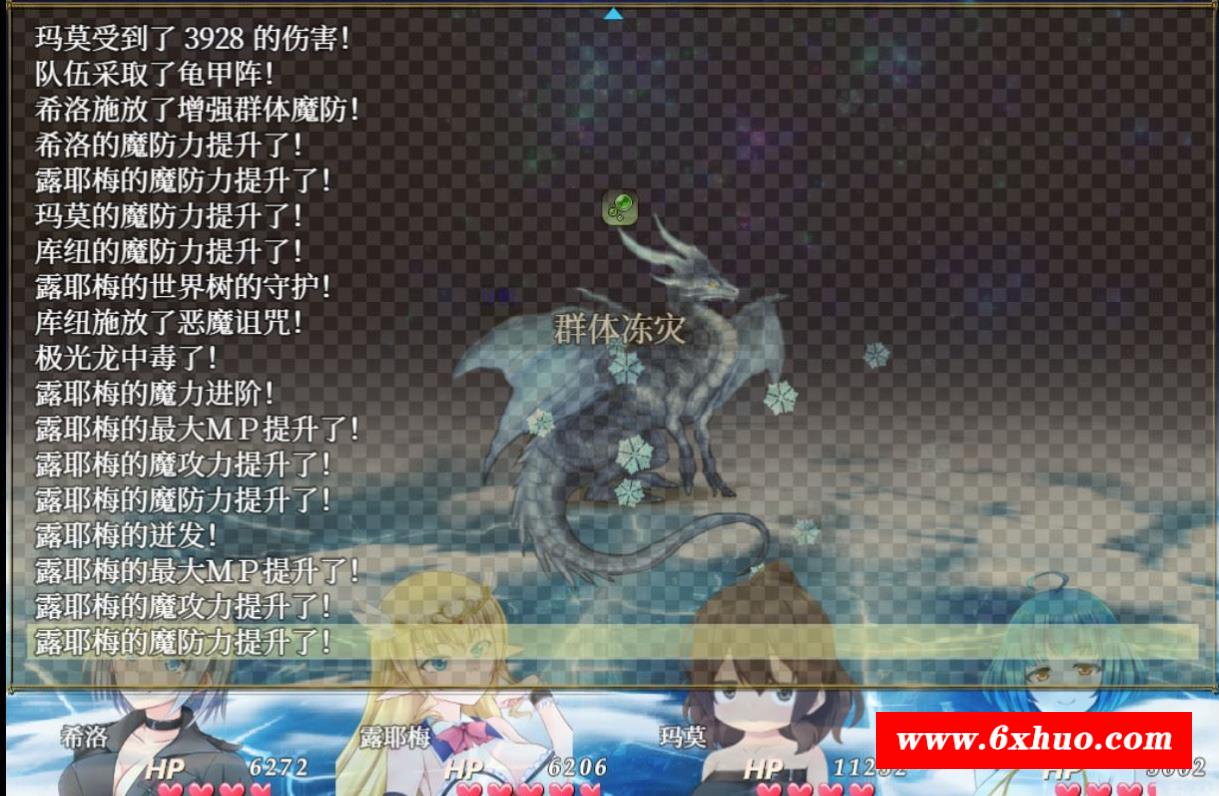 玛莫受到了 3928 的伤害！
队伍采取了龟甲阵！
希洛施放了增强群体魔防！
希洛的魔防力提升了！
露耶梅的魔防力提升了！
玛莫的魔防力提升了！
库纽的魔防力提升了！
露耶梅的世界树的守护！
库纽施放了恶魔诅咒！
极光龙中毒了！
露耶梅的魔力进阶！
露耶梅的最大ＭＰ提升了！
露耶梅的魔攻力提升了！
露耶梅的魔防力提升了！
露耶梅的迸发！
露耶梅的最大ＭＰ提升了！
露耶梅的魔攻力提升了！
露耶梅的魔防力提升了！
群体冻灾
希洛
HP 6272
露耶梅
HP 6206
玛莫
HP
www.6xhuo.com
HP